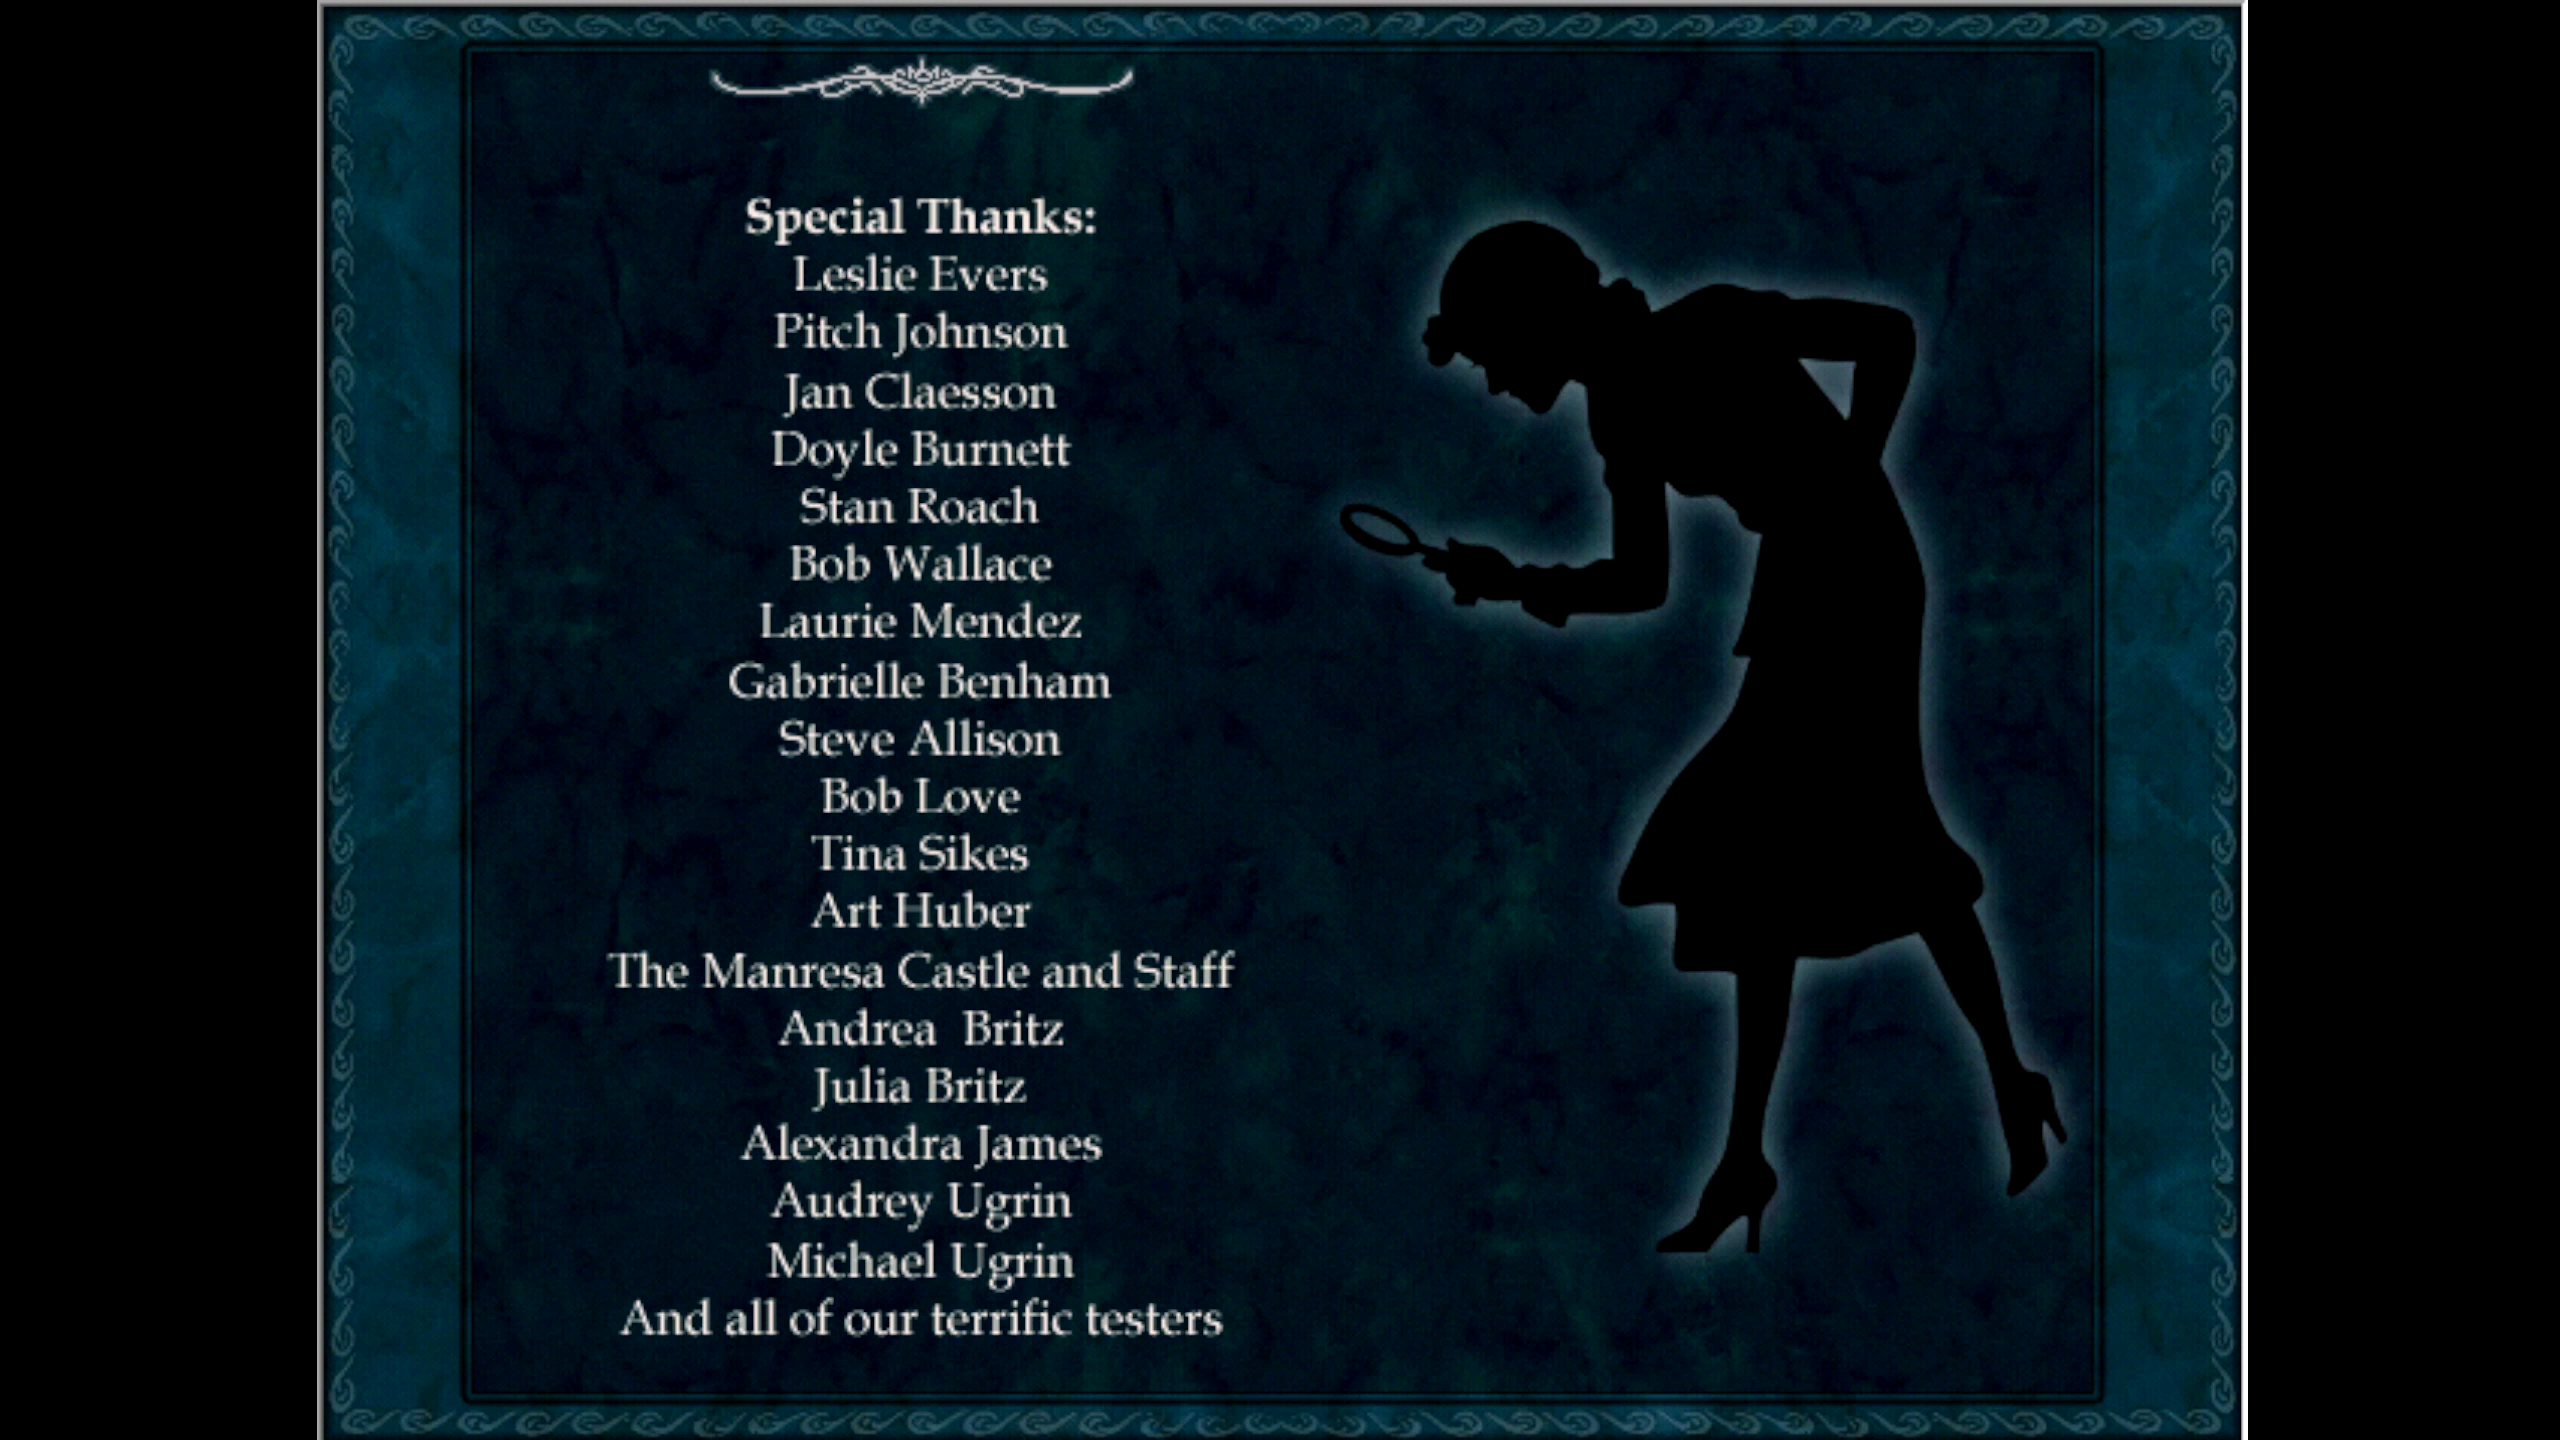 Special Thanks:
Leslie Evers
Pitch Johnson
Jan Claesson
Doyle Burnett
Stan Roach
Bob Wallace
Laurie Mendez
Gabrielle Benham
Steve Allison
Bob Love
Tina Sikes
Art Huber
The Manresa Castle and Staff
Andrea  Britz
Julia Britz
Alexandra James
Audrey Ugrin
Michael Ugrin
And all of our terrific testers